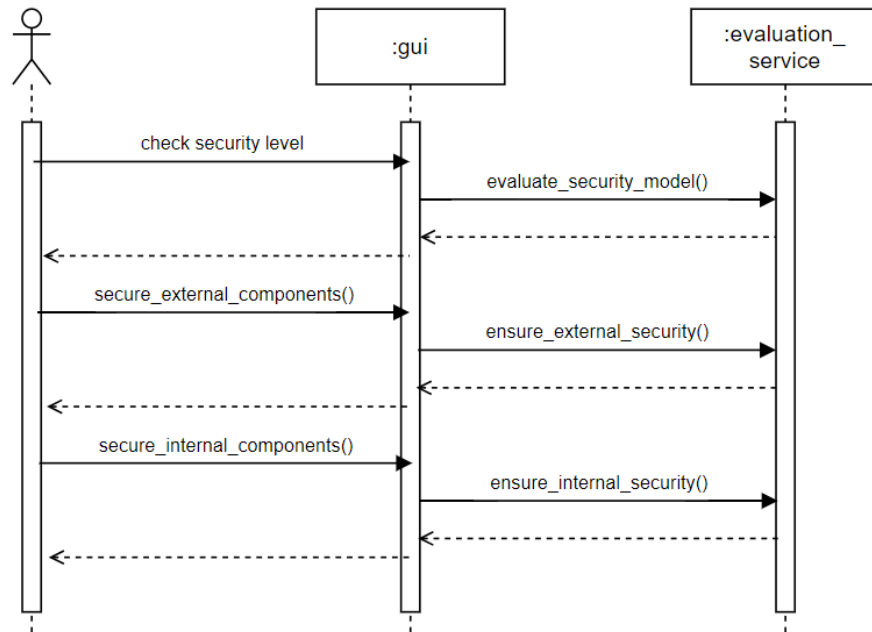 :gui
:evaluation_
service
check security level
evaluate_security_model()
secure_external_components()
ensure_external_security()
secure_internal_components()
ensure_internal_security()